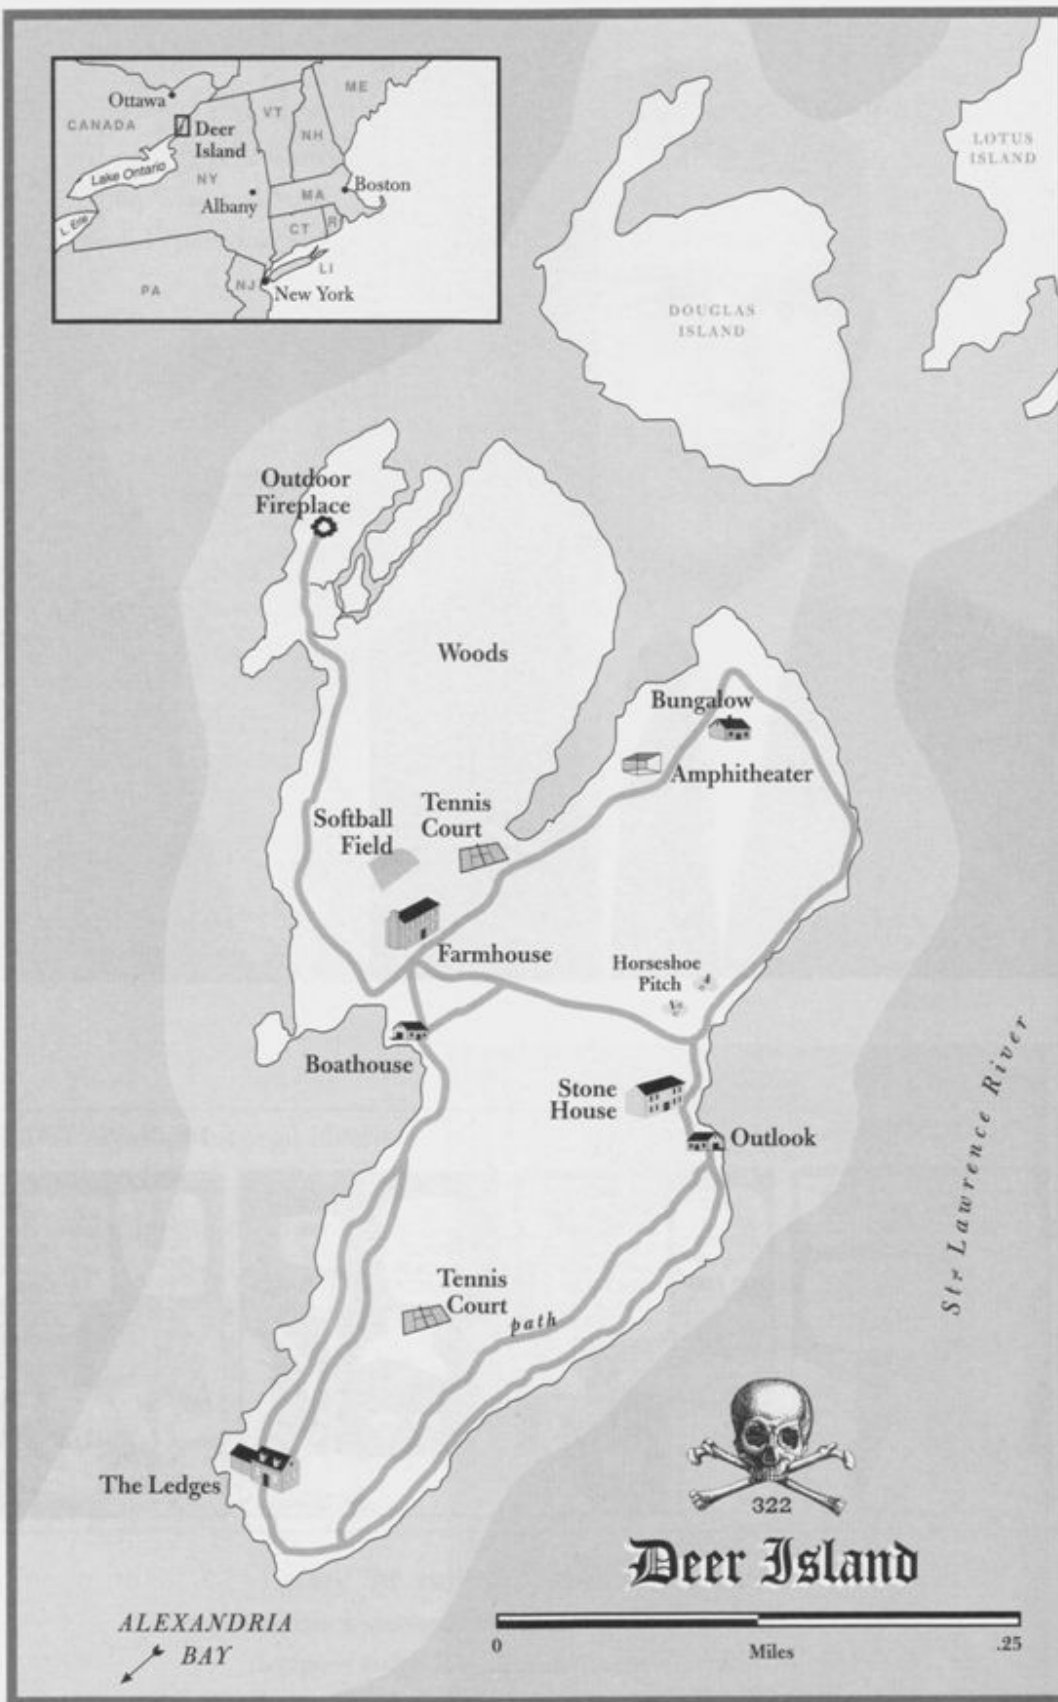 Ottawa
CANADA
Deer
Island
Lake Ontario
L. Erie
NY
Albany
VT
NH
ME
MA
Boston
CT
R
LI
NJ
New York
PA
LOTUS
ISLAND
DOUGLAS
ISLAND
Outdoor
Fireplace
Woods
Bungalow
Amphitheater
Tennis
Court
Softball
Field
Farmhouse
Horseshoe
Pitch
Boathouse
Stone
House
Outlook
St. Lawrence River
Tennis
Court
path
The Ledges
322
Deer Island
ALEXANDRIA
BAY
0
.25
Miles